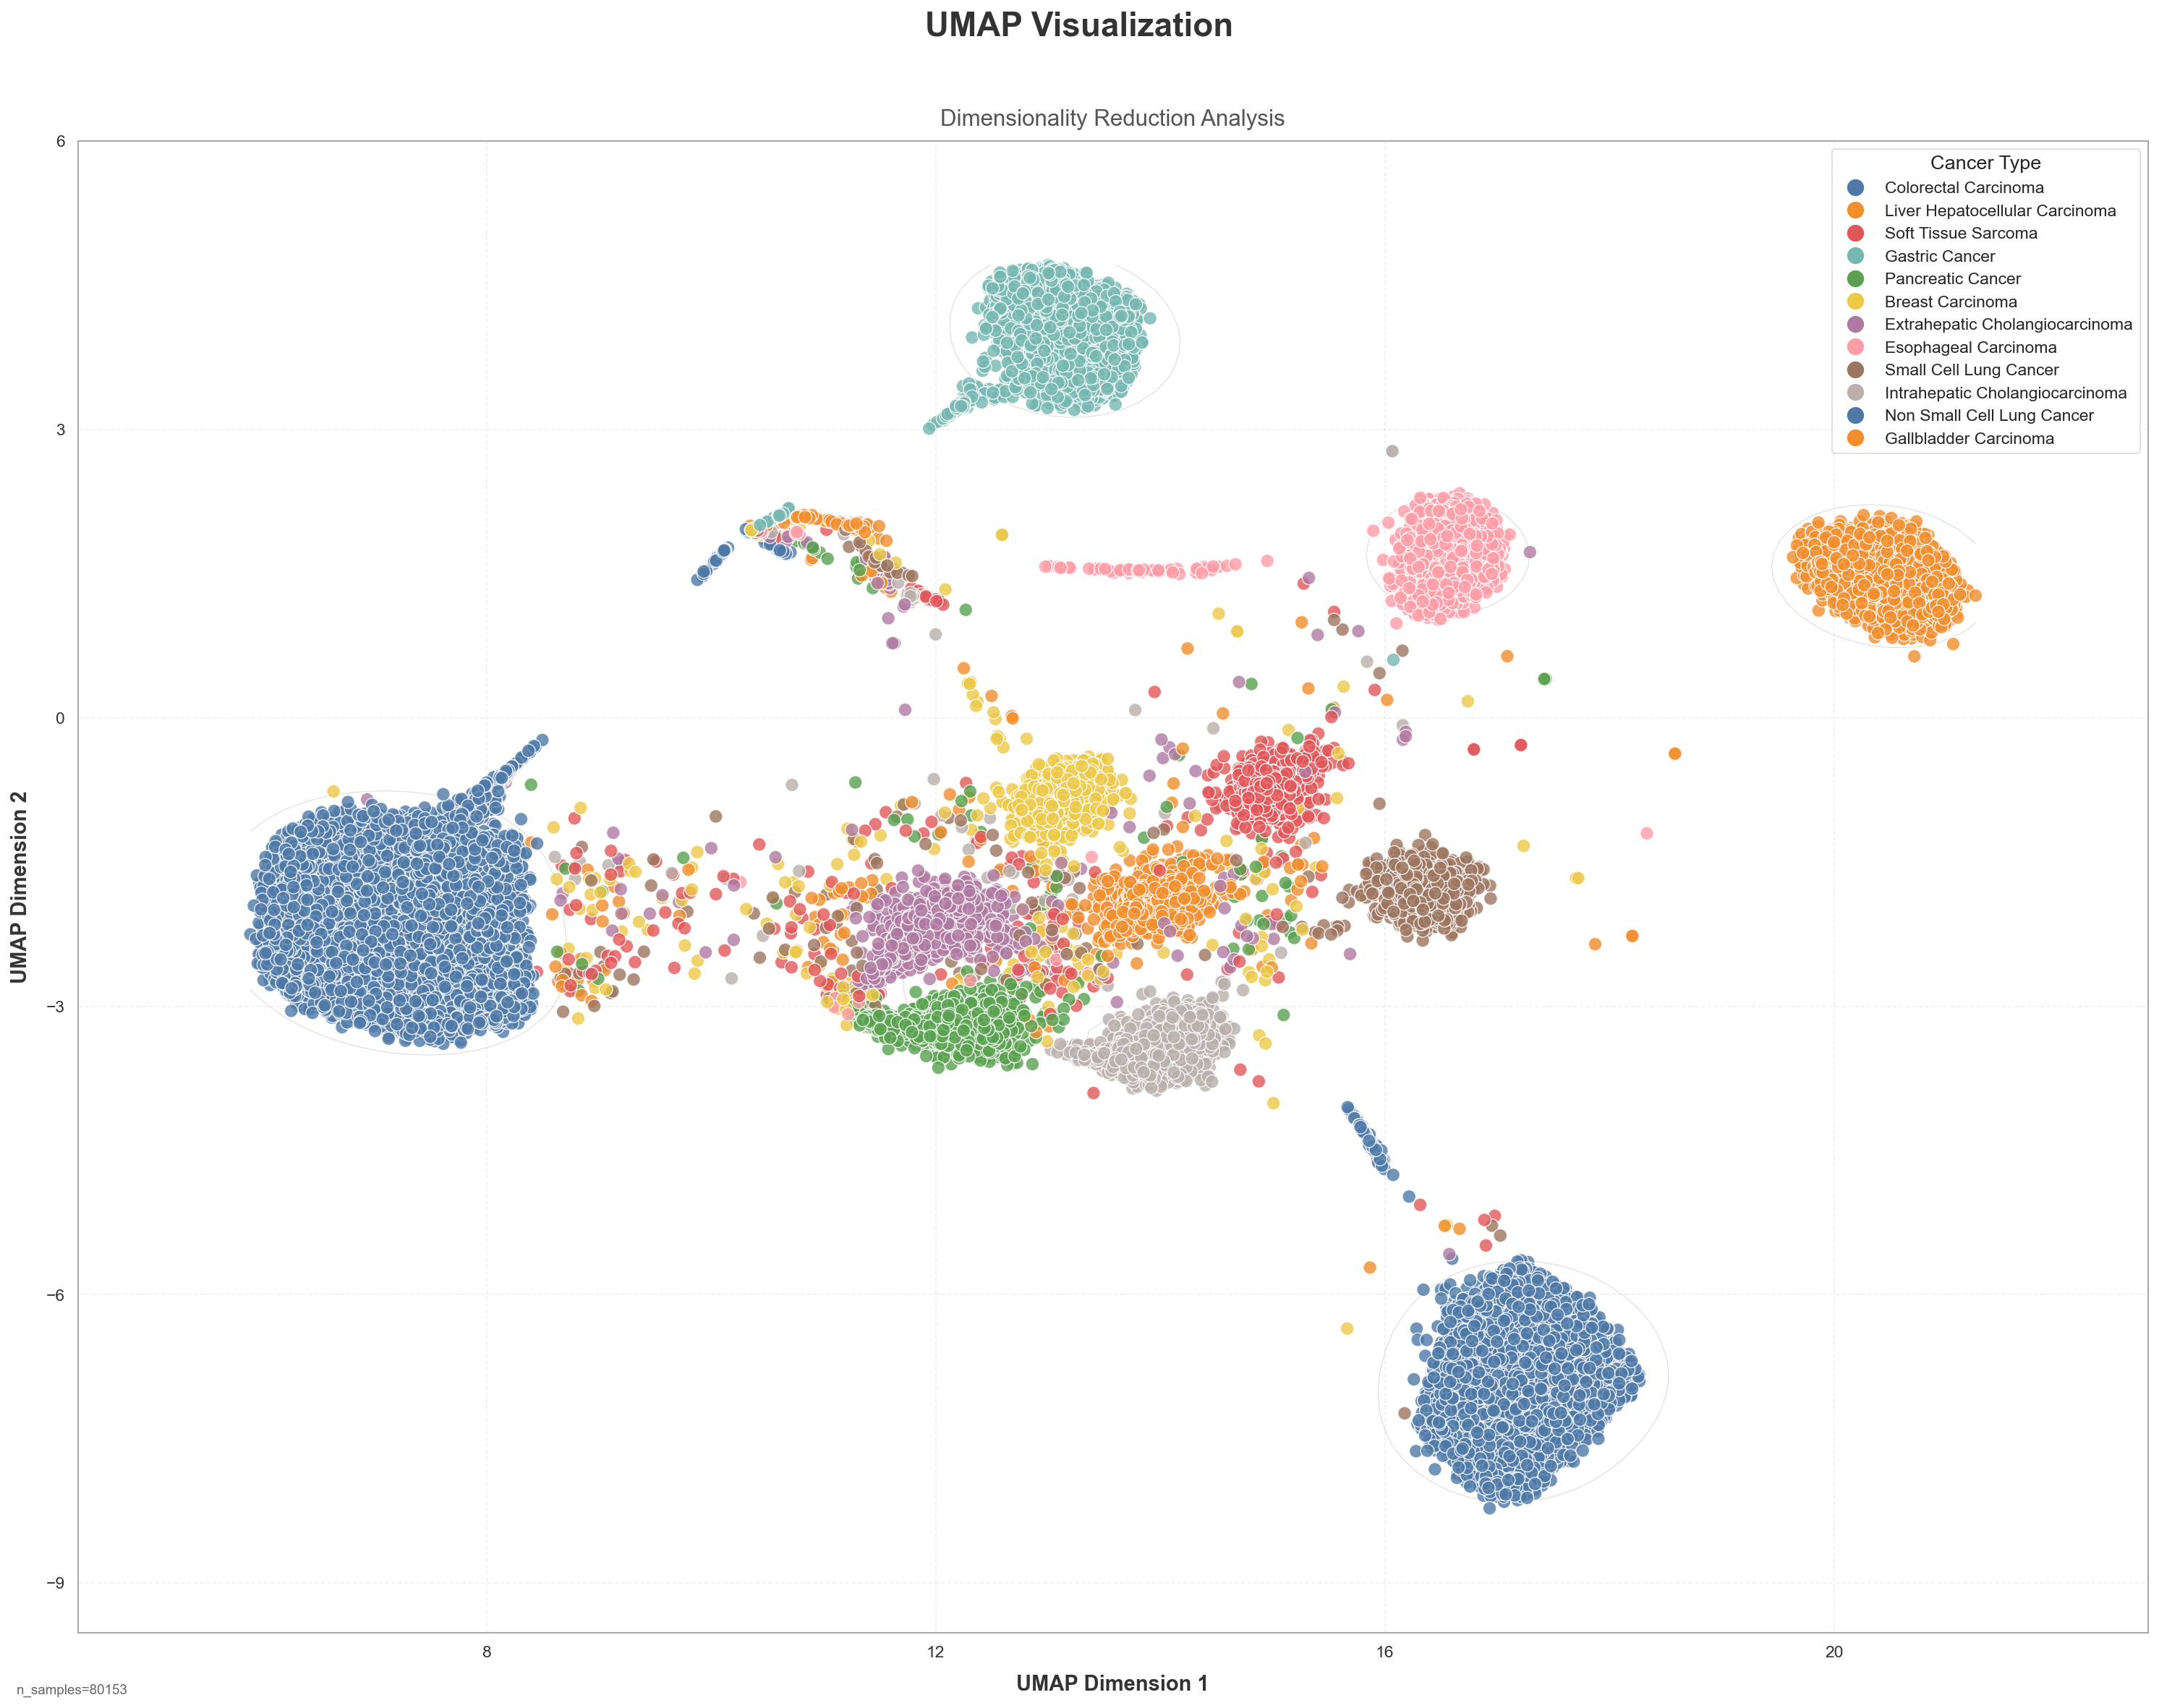 UMAP Visualization
Dimensionality Reduction Analysis
Cancer Type
Colorectal Carcinoma
Liver Hepatocellular Carcinoma
Soft Tissue Sarcoma
Gastric Cancer
Pancreatic Cancer
Breast Carcinoma
Extrahepatic Cholangiocarcinoma
Esophageal Carcinoma
Small Cell Lung Cancer
Intrahepatic Cholangiocarcinoma
Non Small Cell Lung Cancer
Gallbladder Carcinoma
6
3
0
−3
−6
−9
UMAP Dimension 2
8
12
16
20
UMAP Dimension 1
n_samples=80153